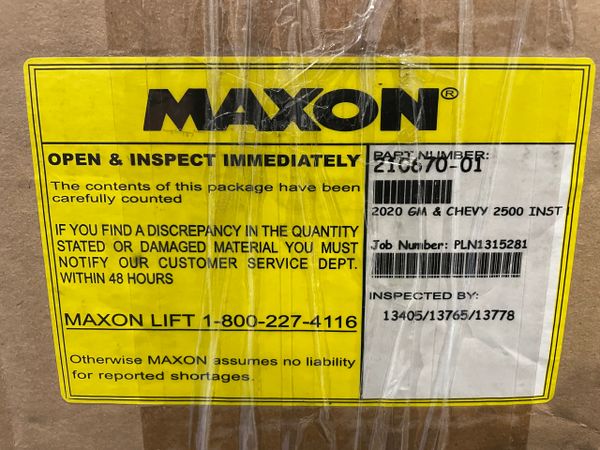 MAXON®
OPEN & INSPECT IMMEDIATELY
The contents of this package have been
carefully counted
IF YOU FIND A DISCREPANCY IN THE QUANTITY
STATED OR DAMAGED MATERIAL YOU MUST
NOTIFY OUR CUSTOMER SERVICE DEPT.
WITHIN 48 HOURS
MAXON LIFT 1-800-227-4116
Otherwise MAXON assumes no liability
for reported shortages.
PART NUMBER:
210670-01
2020 GM & CHEVY 2500 INST
Job Number: PLN1315281
INSPECTED BY:
13405/13765/13778